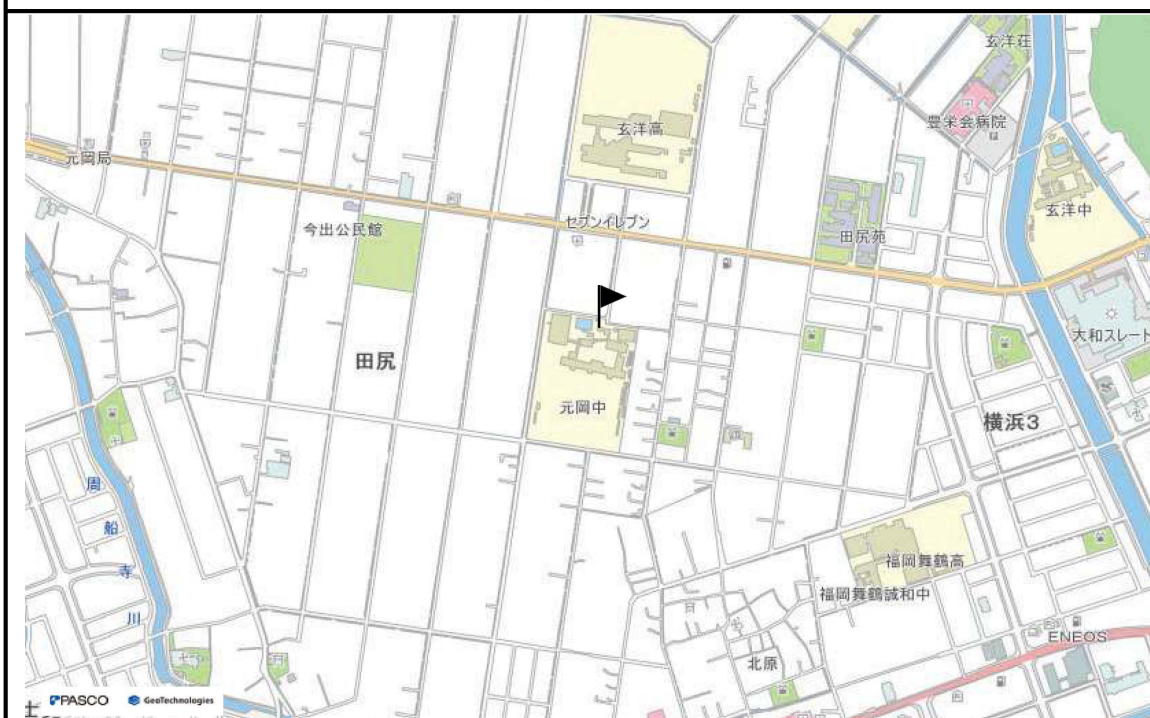 玄洋荘
豊栄会病院
玄洋高
元岡局
玄洋中
セブンイレブン
今出公民館
田尻苑
大和スレート
田尻
元岡中
横浜3
周
船
寺
川
福岡舞鶴高
福岡舞鶴誠和中
ENEOS
北原
PASCO GeoTechnologies